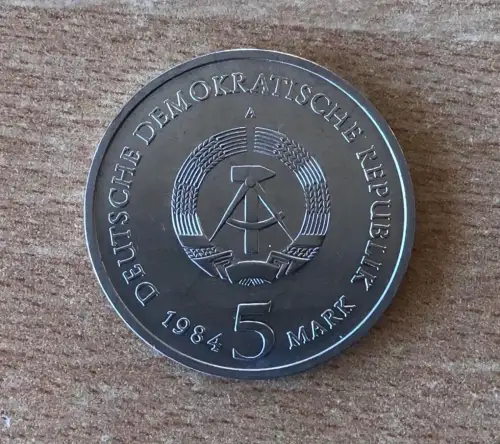 DEUTSCHE DEMOKRATISCHE REPUBLIK
A
1984 5 MARK